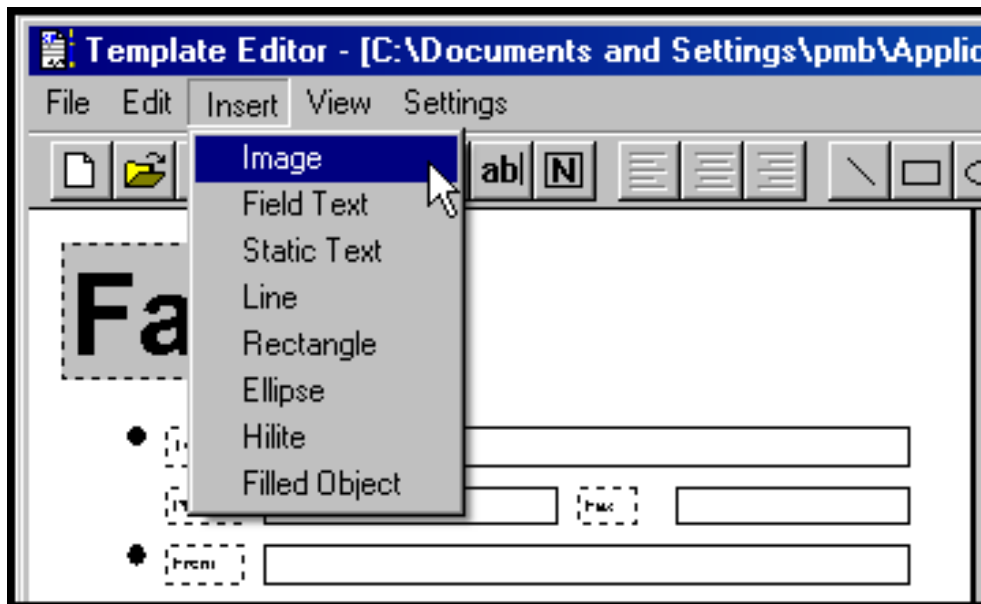 Template Editor - [C:\Documents and Settings\pmb\Applic
File Edit Insert View Settings
Image
ab| N
Field Text
Static Text
Line
Fa
Rectangle
Ellipse
Hilite
Filled Object
Fax
From